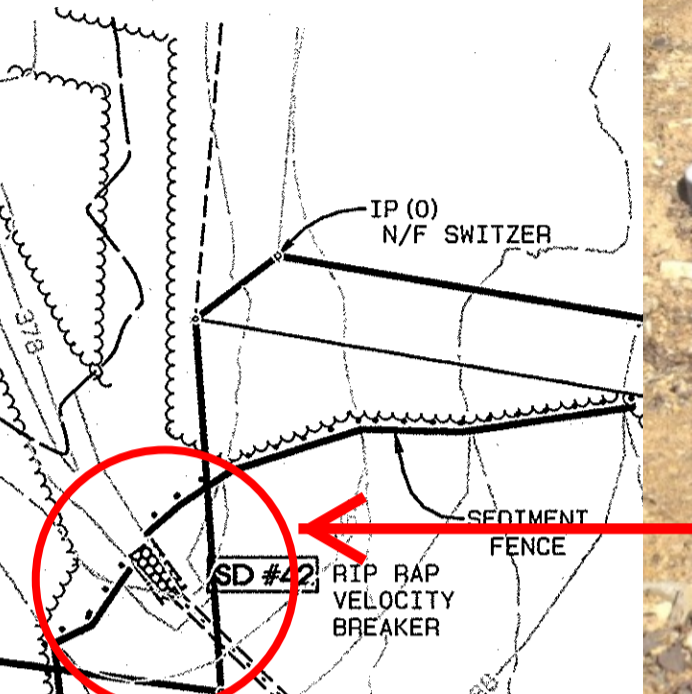 IP (O)
N/F SWITZER
378
SEDIMENT
FENCE
SD #42
RIP RAP
VELOCITY
BREAKER